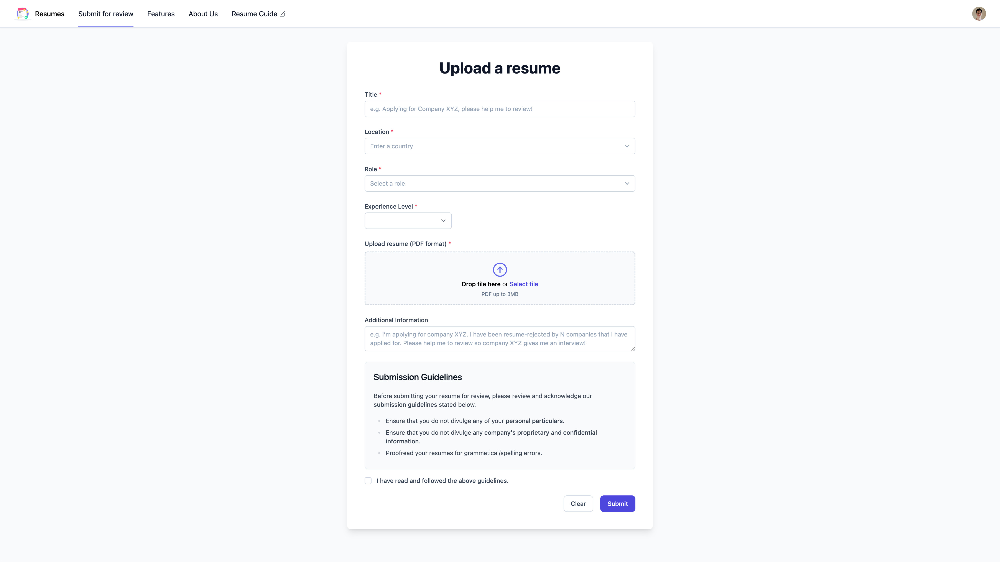 Resumes
Submit for review
Features
About Us
Resume Guide
Upload a resume
Title *
e.g. Applying for Company XYZ, please help me to review!
Location *
Enter a country
Role *
Select a role
Experience Level *
Upload resume (PDF format) *
Drop file here or Select file
PDF up to 3MB
Additional Information
e.g. I’m applying for company XYZ. I have been resume-rejected by N companies that I have
applied for. Please help me to review so company XYZ gives me an interview!
Submission Guidelines
Before submitting your resume for review, please review and acknowledge our
submission guidelines stated below.
Ensure that you do not divulge any of your personal particulars.
Ensure that you do not divulge any company's proprietary and confidential
information.
Proofread your resumes for grammatical/spelling errors.
I have read and followed the above guidelines.
Clear
Submit